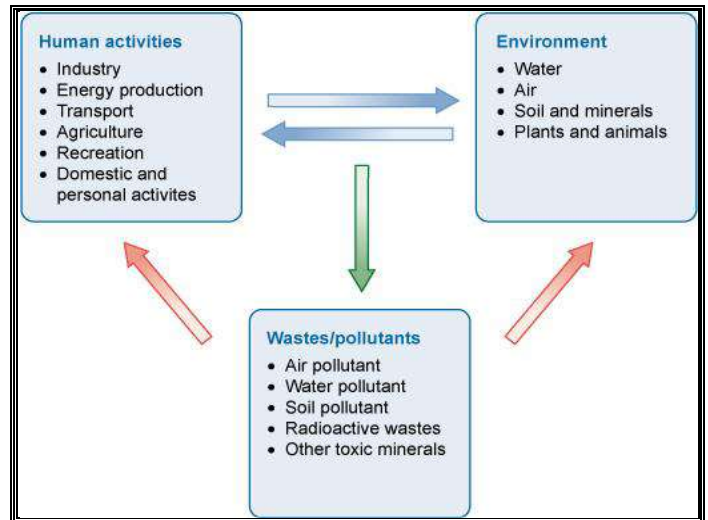 Human activities
• Industry
• Energy production
• Transport
• Agriculture
• Recreation
• Domestic and
personal activites
Environment
• Water
• Air
• Soil and minerals
• Plants and animals
Wastes/pollutants
• Air pollutant
• Water pollutant
• Soil pollutant
• Radioactive wastes
• Other toxic minerals